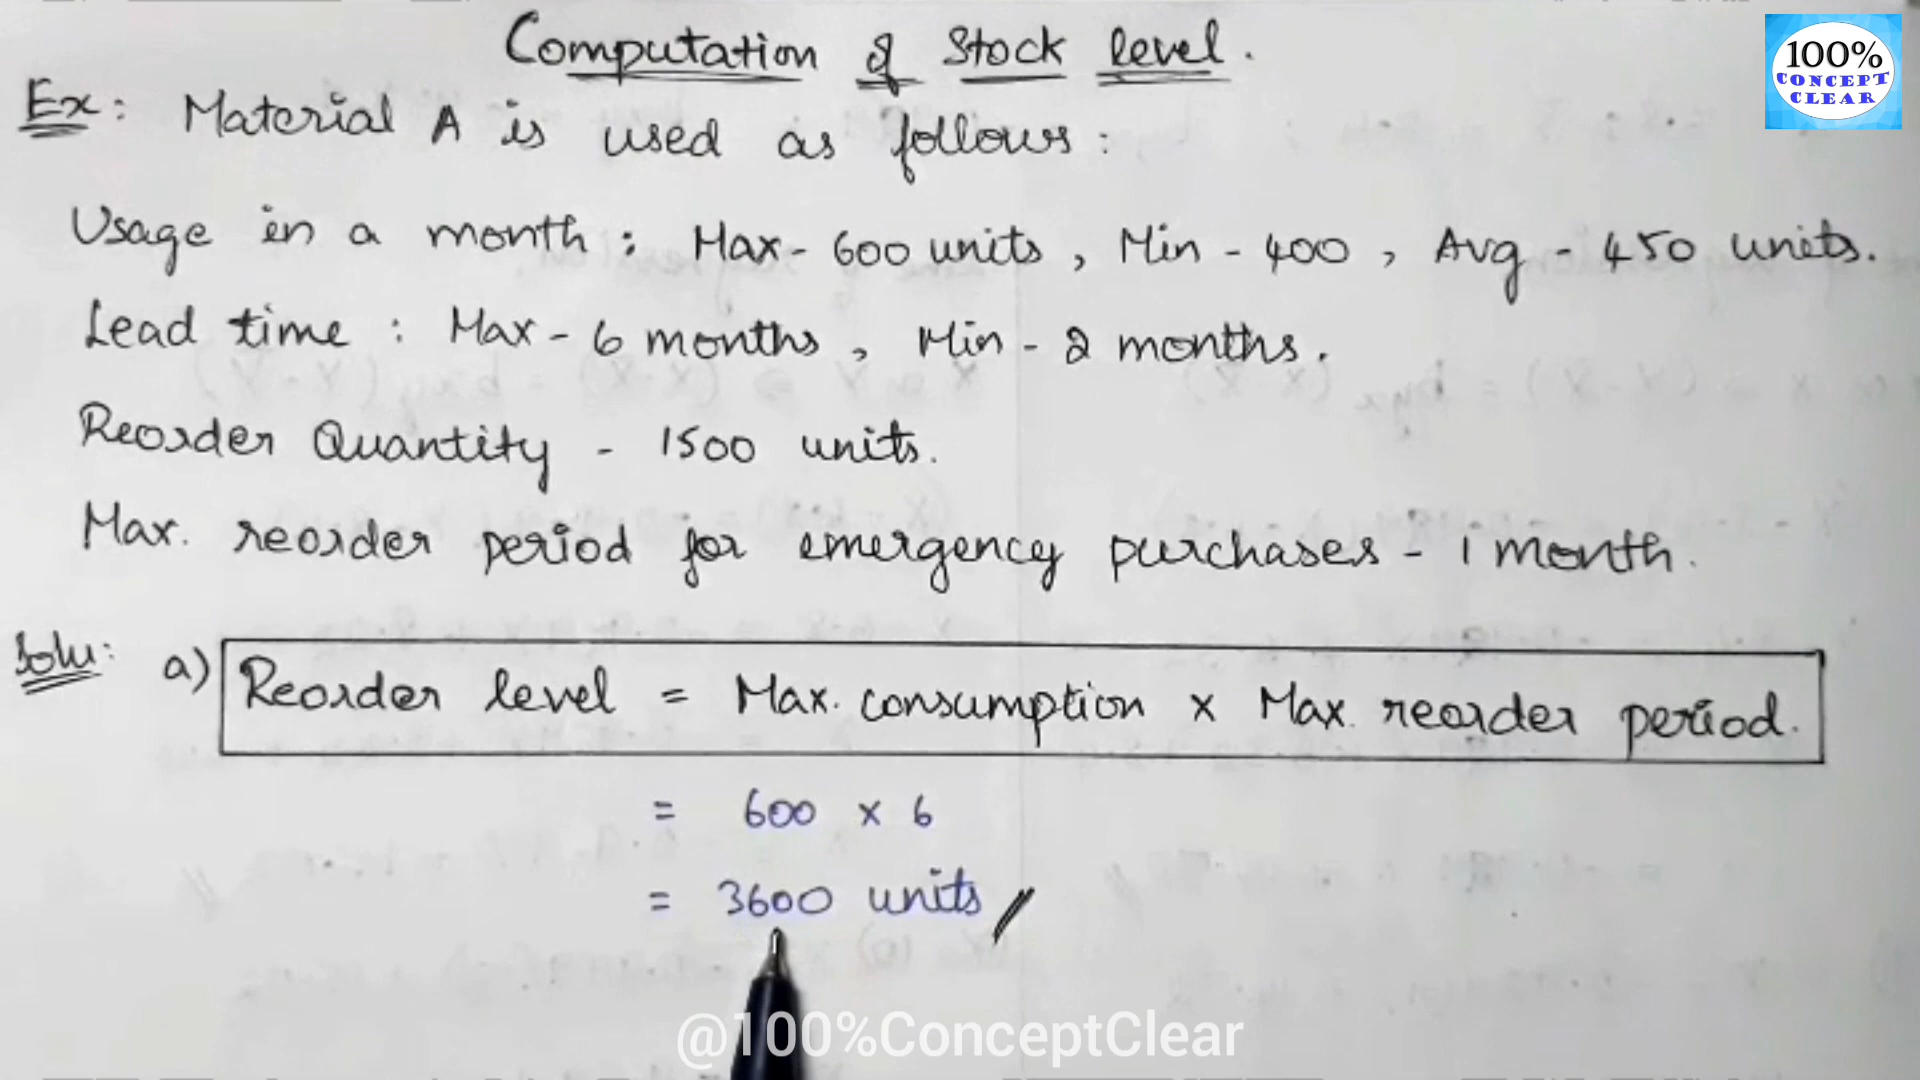 Computation of Stock level.
100%
CONCEPT
CLEAR
Ex: Material A is used as follows:
Usage in a month: Max- 600 units, Min - 400, Avg - 450 units.
Lead time : Max - 6 months, Min - 2 months.
Reorder Quantity - 1500 units.
Max. reorder period for emergency purchases - 1 month.
Solu: a) Reorder level = Max. consumption x Max. reorder period.
= 600 x 6
= 3600 units
@100%ConceptClear